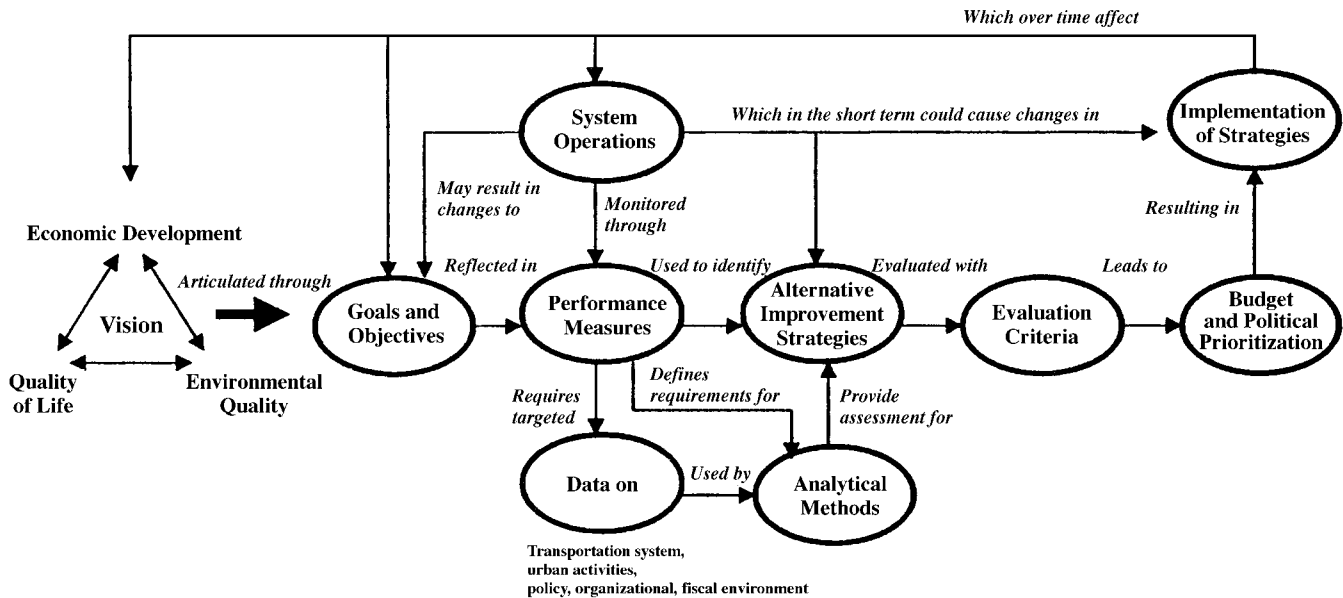 Which over time affect
System
Operations
Which in the short term could cause changes in
Implementation
of Strategies
May result in
changes to
Monitored
through
Resulting in
Economic Development
Articulated through
Reflected in
Used to identify
Evaluated with
Leads to
Vision
Goals and
Objectives
Performance
Measures
Alternative
Improvement
Strategies
Evaluation
Criteria
Budget
and Political
Prioritization
Quality
of Life
Environmental
Quality
Requires
targeted
Defines
requirements for
Provide
assessment for
Data on
Used by
Analytical
Methods
Transportation system,
urban activities,
policy, organizational, fiscal environment